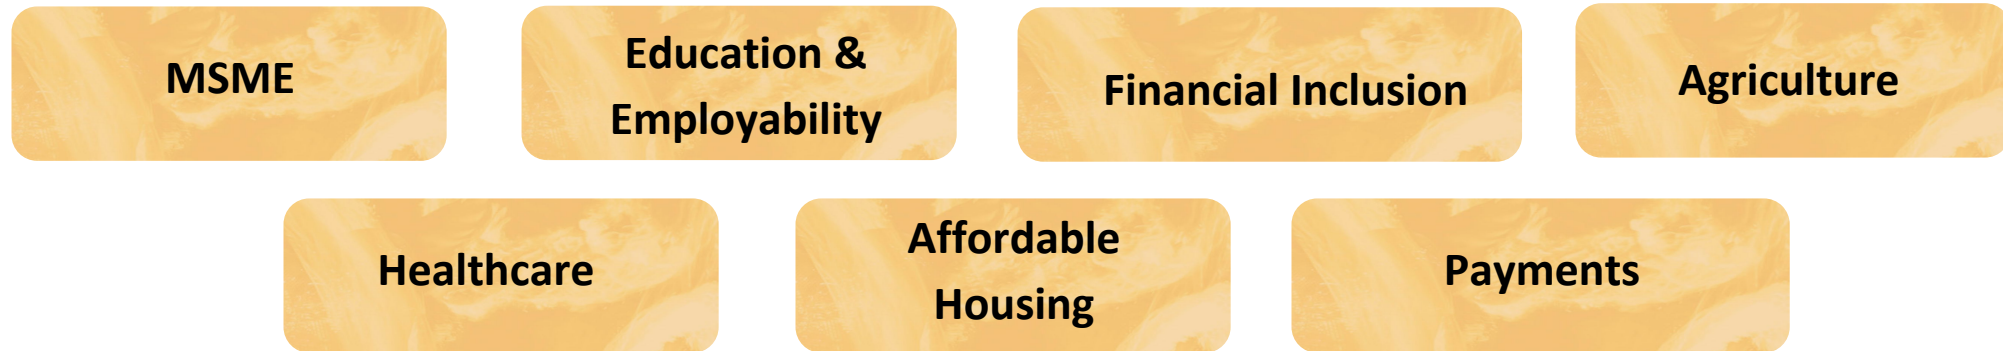 MSME
Education &
Employability
Financial Inclusion
Agriculture
Healthcare
Affordable
Housing
Payments